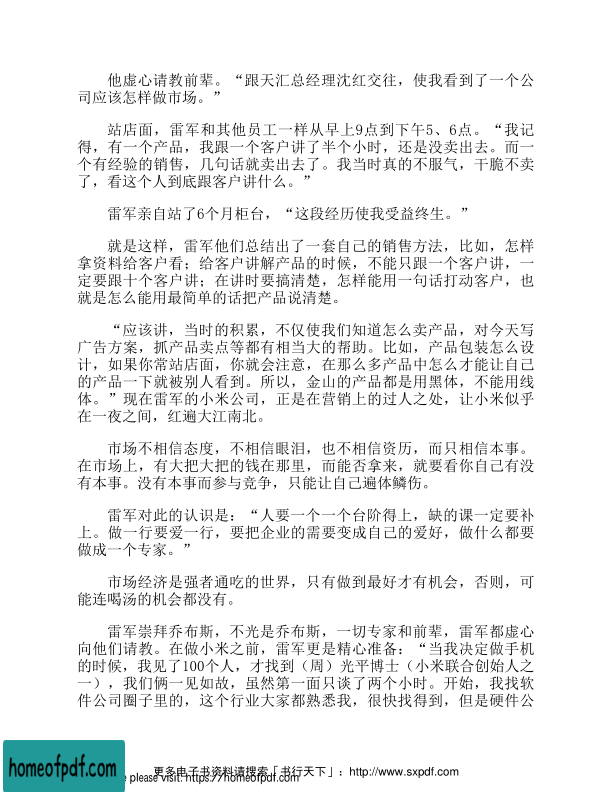 他虚心请教前辈。“跟天汇总经理沈红交往，使我看到了一个公
司应该怎样做市场。”
站店面，雷军和其他员工一样从早上9点到下午5、6点。“我记
得，有一个产品，我跟一个客户讲了半个小时，还是没卖出去。而一
个有经验的销售，几句话就卖出去了。我当时真的不服气，干脆不卖
了，看这个人到底跟客户讲什么。”
雷军亲自站了6个月柜台，“这段经历使我受益终生。”
就是这样，雷军他们总结出了一套自己的销售方法，比如，怎样
拿资料给客户看；给客户讲解产品的时候，不能只跟一个客户讲，一
定要跟十个客户讲；在讲时要搞清楚，怎样能用一句话打动客户，也
就是怎么能用最简单的话把产品说清楚。
“应该讲，当时的积累，不仅使我们知道怎么卖产品，对今天写
广告方案，抓产品卖点等都有相当大的帮助。比如，产品包装怎么设
计，如果你常站店面，你就会注意，在那么多产品中怎么才能让自己
的产品一下就被别人看到。所以，金山的产品都是用黑体，不能用线
体。”现在雷军的小米公司，正是在营销上的过人之处，让小米似乎
在一夜之间，红遍大江南北。
市场不相信态度，不相信眼泪，也不相信资历，而只相信本事。
在市场上，有大把大把的钱在那里，而能否拿来，就要看你自己有没
有本事。没有本事而参与竞争，只能让自己遍体鳞伤。
雷军对此的认识是：“人要一个一个台阶得上，缺的课一定要补
上。做一行要爱一行，要把企业的需要变成自己的爱好，做什么都要
做成一个专家。”
市场经济是强者通吃的世界，只有做到最好才有机会，否则，可
能连喝汤的机会都没有。
雷军崇拜乔布斯，不光是乔布斯，一切专家和前辈，雷军都虚心
向他们请教。在做小米之前，雷军更是精心准备：“当我决定做手机
的时候，我见了100个人，才找到（周）光平博士（小米联合创始人之
一），我们俩一见如故，虽然第一面只谈了两个小时。开始，我找软
件公司圈子里的，这个行业大家都熟悉我，很快找得到，但是硬件公
更多电子书资料请搜索「书行天下」：http://www.sxpdf.com
e please visit: https://homeofpdf.com
homeofpdf.com